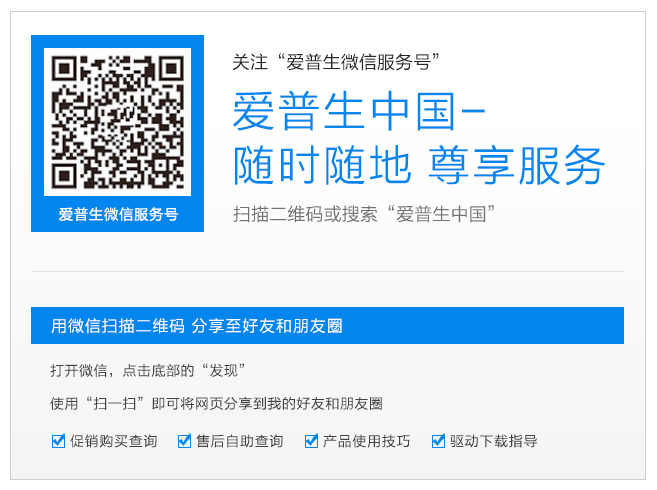 关注“爱普生微信服务号”
爱普生中国-
随时随地 尊享服务
扫描二维码或搜索“爱普生中国”
爱普生微信服务号
用微信扫描二维码 分享至好友和朋友圈
打开微信，点击底部的“发现”
使用“扫一扫”即可将网页分享到我的好友和朋友圈
促销购买查询 售后自助查询 产品使用技巧 驱动下载指导